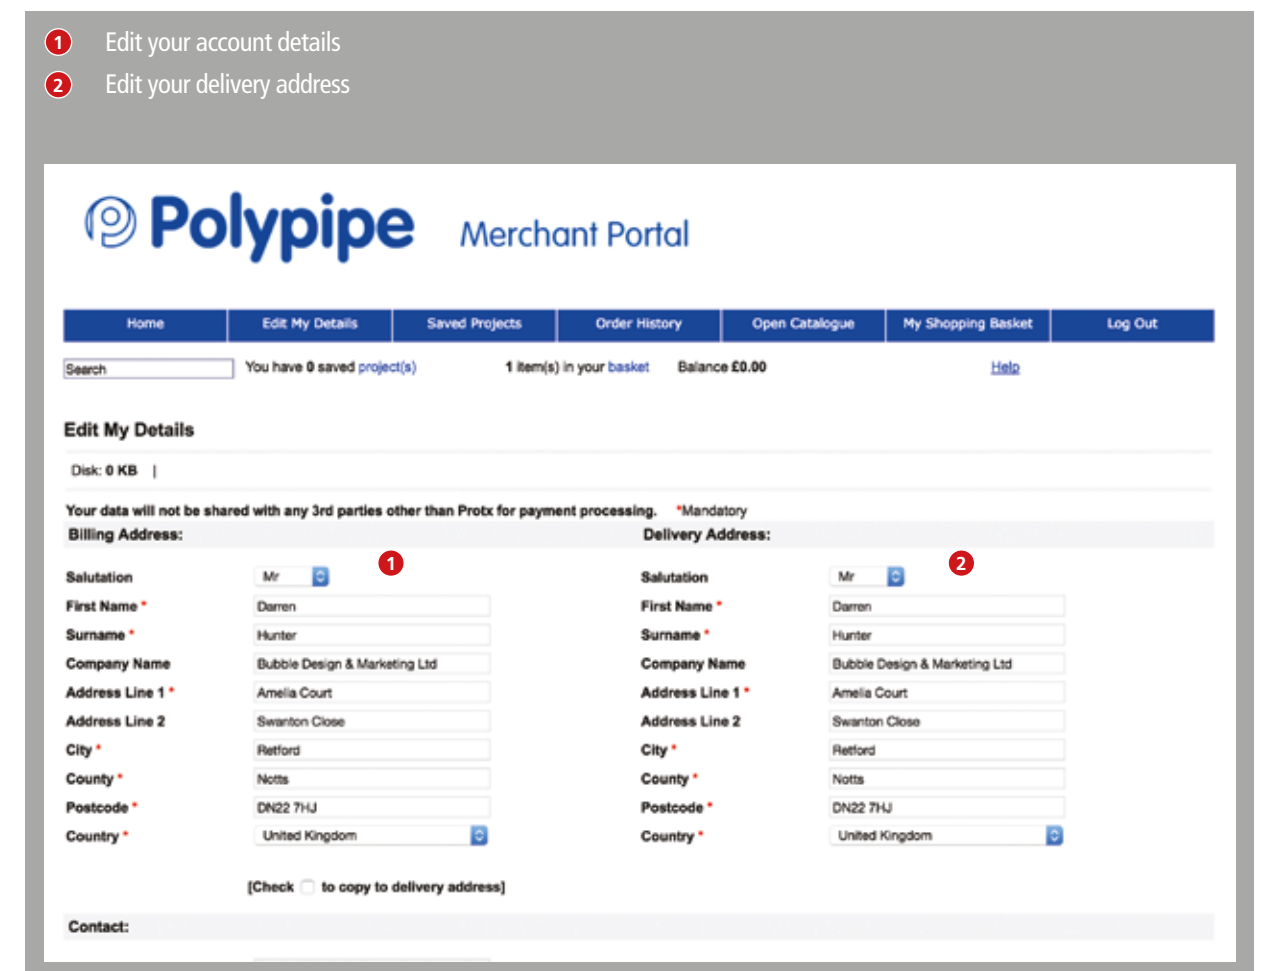 1 Edit your account details
2 Edit your delivery address
Polypipe Merchant Portal
Home Edit My Details Saved Projects Order History Open Catalogue My Shopping Basket Log Out
Search You have 0 saved project(s) 1 item(s) in your basket Balance £0.00 Help
Edit My Details
Disk: 0 KB |
Your data will not be shared with any 3rd parties other than Protx for payment processing. *Mandatory
Billing Address: Delivery Address:
1 2
Salutation Mr Salutation Mr
First Name * Darren First Name * Darren
Surname * Hunter Surname * Hunter
Company Name Bubble Design & Marketing Ltd Company Name Bubble Design & Marketing Ltd
Address Line 1 * Amelia Court Address Line 1 * Amelia Court
Address Line 2 Swanton Close Address Line 2 Swanton Close
City * Retford City * Retford
County * Notts County * Notts
Postcode * DN22 7HJ Postcode * DN22 7HJ
Country * United Kingdom Country * United Kingdom
[Check to copy to delivery address]
Contact: